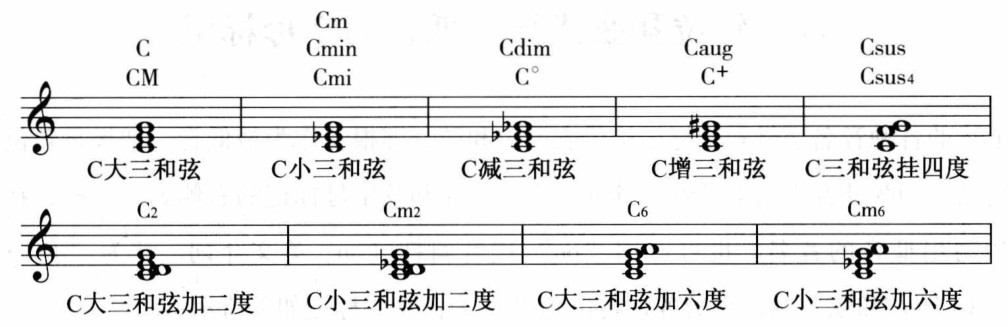 Cm
C Cmin Cdim Caug Csus
CM Cmi C° C+ Csus4
C大三和弦 C小三和弦 C减三和弦 C增三和弦 C三和弦挂四度
C2 Cm2 C6 Cm6
C大三和弦加二度 C小三和弦加二度 C大三和弦加六度 C小三和弦加六度